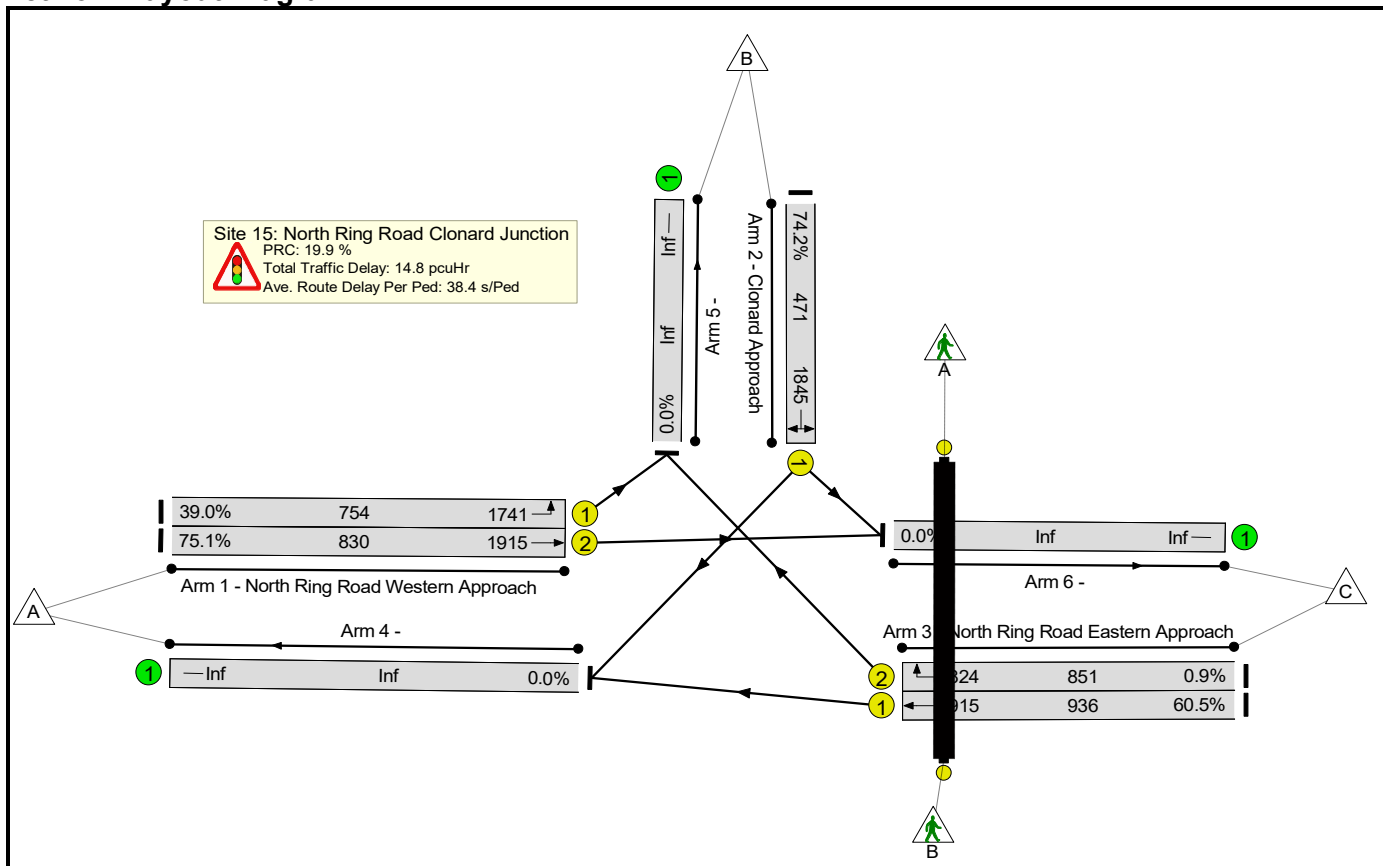 B
Site 15: North Ring Road Clonard Junction
PRC: 19.9 %
Total Traffic Delay: 14.8 pcuHr
Ave. Route Delay Per Ped: 38.4 s/Ped
1
Inf
Inf
0.0%
Arm 5 -
Arm 2 - Clonard Approach
74.2%
471
1845
1
A
39.0% 754 1741 1
75.1% 830 1915 2
Arm 1 - North Ring Road Western Approach
0.0% Inf Inf 1
Arm 6 -
A
C
Arm 4 -
Arm 3 North Ring Road Eastern Approach
1 Inf Inf 0.0%
2 824 851 0.9%
1 915 936 60.5%
B